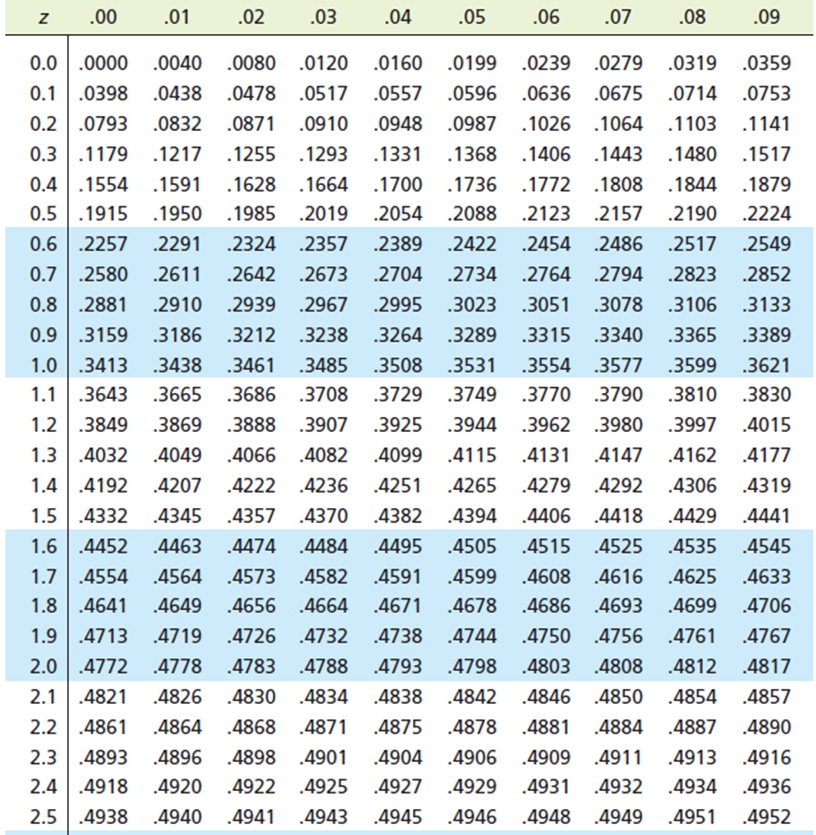 z .00 .01 .02 .03 .04 .05 .06 .07 .08 .09
0.0 .0000 .0040 .0080 .0120 .0160 .0199 .0239 .0279 .0319 .0359
0.1 .0398 .0438 .0478 .0517 .0557 .0596 .0636 .0675 .0714 .0753
0.2 .0793 .0832 .0871 .0910 .0948 .0987 .1026 .1064 .1103 .1141
0.3 .1179 .1217 .1255 .1293 .1331 .1368 .1406 .1443 .1480 .1517
0.4 .1554 .1591 .1628 .1664 .1700 .1736 .1772 .1808 .1844 .1879
0.5 .1915 .1950 .1985 .2019 .2054 .2088 .2123 .2157 .2190 .2224
0.6 .2257 .2291 .2324 .2357 .2389 .2422 .2454 .2486 .2517 .2549
0.7 .2580 .2611 .2642 .2673 .2704 .2734 .2764 .2794 .2823 .2852
0.8 .2881 .2910 .2939 .2967 .2995 .3023 .3051 .3078 .3106 .3133
0.9 .3159 .3186 .3212 .3238 .3264 .3289 .3315 .3340 .3365 .3389
1.0 .3413 .3438 .3461 .3485 .3508 .3531 .3554 .3577 .3599 .3621
1.1 .3643 .3665 .3686 .3708 .3729 .3749 .3770 .3790 .3810 .3830
1.2 .3849 .3869 .3888 .3907 .3925 .3944 .3962 .3980 .3997 .4015
1.3 .4032 .4049 .4066 .4082 .4099 .4115 .4131 .4147 .4162 .4177
1.4 .4192 .4207 .4222 .4236 .4251 .4265 .4279 .4292 .4306 .4319
1.5 .4332 .4345 .4357 .4370 .4382 .4394 .4406 .4418 .4429 .4441
1.6 .4452 .4463 .4474 .4484 .4495 .4505 .4515 .4525 .4535 .4545
1.7 .4554 .4564 .4573 .4582 .4591 .4599 .4608 .4616 .4625 .4633
1.8 .4641 .4649 .4656 .4664 .4671 .4678 .4686 .4693 .4699 .4706
1.9 .4713 .4719 .4726 .4732 .4738 .4744 .4750 .4756 .4761 .4767
2.0 .4772 .4778 .4783 .4788 .4793 .4798 .4803 .4808 .4812 .4817
2.1 .4821 .4826 .4830 .4834 .4838 .4842 .4846 .4850 .4854 .4857
2.2 .4861 .4864 .4868 .4871 .4875 .4878 .4881 .4884 .4887 .4890
2.3 .4893 .4896 .4898 .4901 .4904 .4906 .4909 .4911 .4913 .4916
2.4 .4918 .4920 .4922 .4925 .4927 .4929 .4931 .4932 .4934 .4936
2.5 .4938 .4940 .4941 .4943 .4945 .4946 .4948 .4949 .4951 .4952